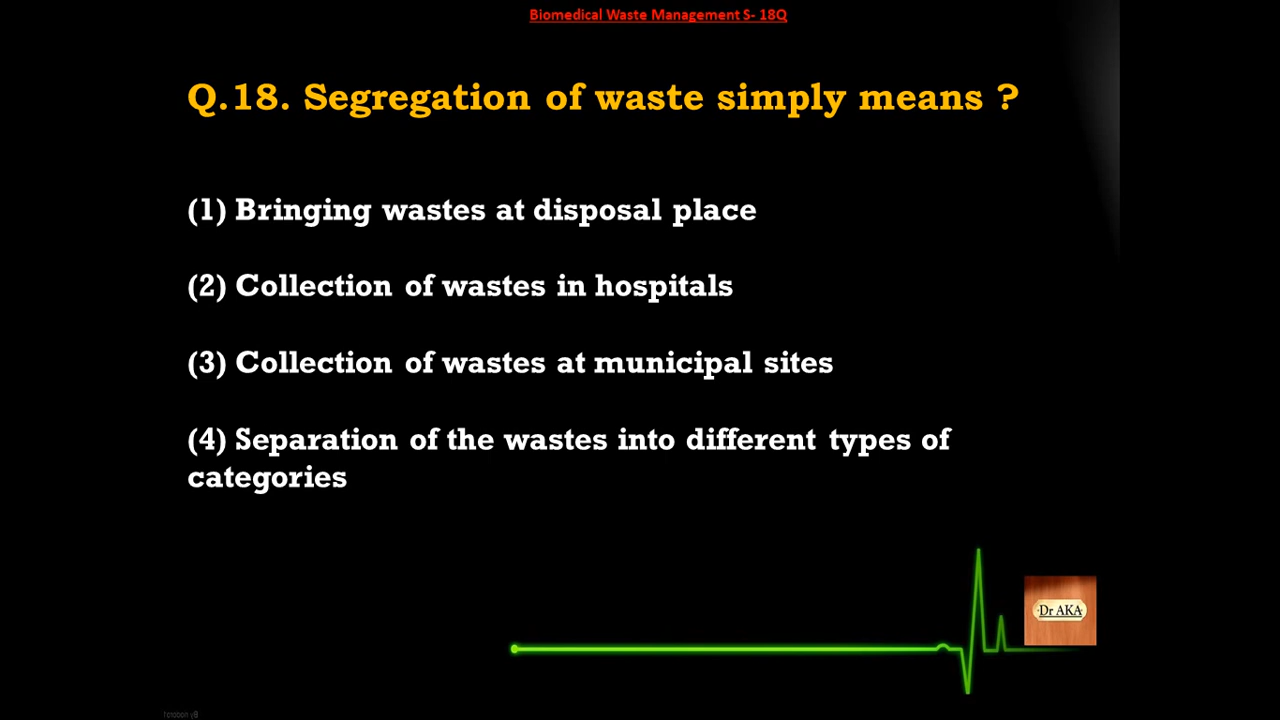 Biomedical Waste Management S- 18Q
Q.18. Segregation of waste simply means ?
(1) Bringing wastes at disposal place
(2) Collection of wastes in hospitals
(3) Collection of wastes at municipal sites
(4) Separation of the wastes into different types of
categories
Dr AKA